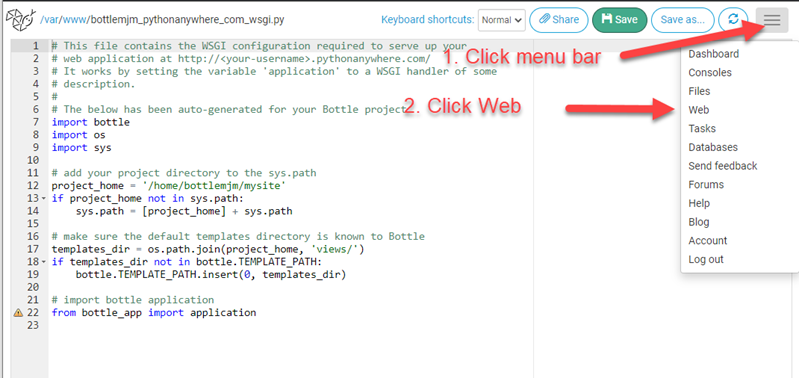 /var/www/bottlemjm_pythonanywhere_com_wsgi.py
Keyboard shortcuts: Normal Share Save Save as...
1 # This file contains the WSGI configuration required to serve up your
2 # web application at http://<your-username>.pythonanywhere.com/
3 # It works by setting the variable 'application' to a WSGI handler of some
4 # description.
5 #
6 # The below has been auto-generated for your Bottle project
7 import bottle
8 import os
9 import sys
10
11 # add your project directory to the sys.path
12 project_home = '/home/bottlemjm/mysite'
13 if project_home not in sys.path:
14 sys.path = [project_home] + sys.path
15
16 # make sure the default templates directory is known to Bottle
17 templates_dir = os.path.join(project_home, 'views/')
18 if templates_dir not in bottle.TEMPLATE_PATH:
19 bottle.TEMPLATE_PATH.insert(0, templates_dir)
20
21 # import bottle application
22 from bottle_app import application
23
1. Click menu bar
2. Click Web
Dashboard
Consoles
Files
Web
Tasks
Databases
Send feedback
Forums
Help
Blog
Account
Log out